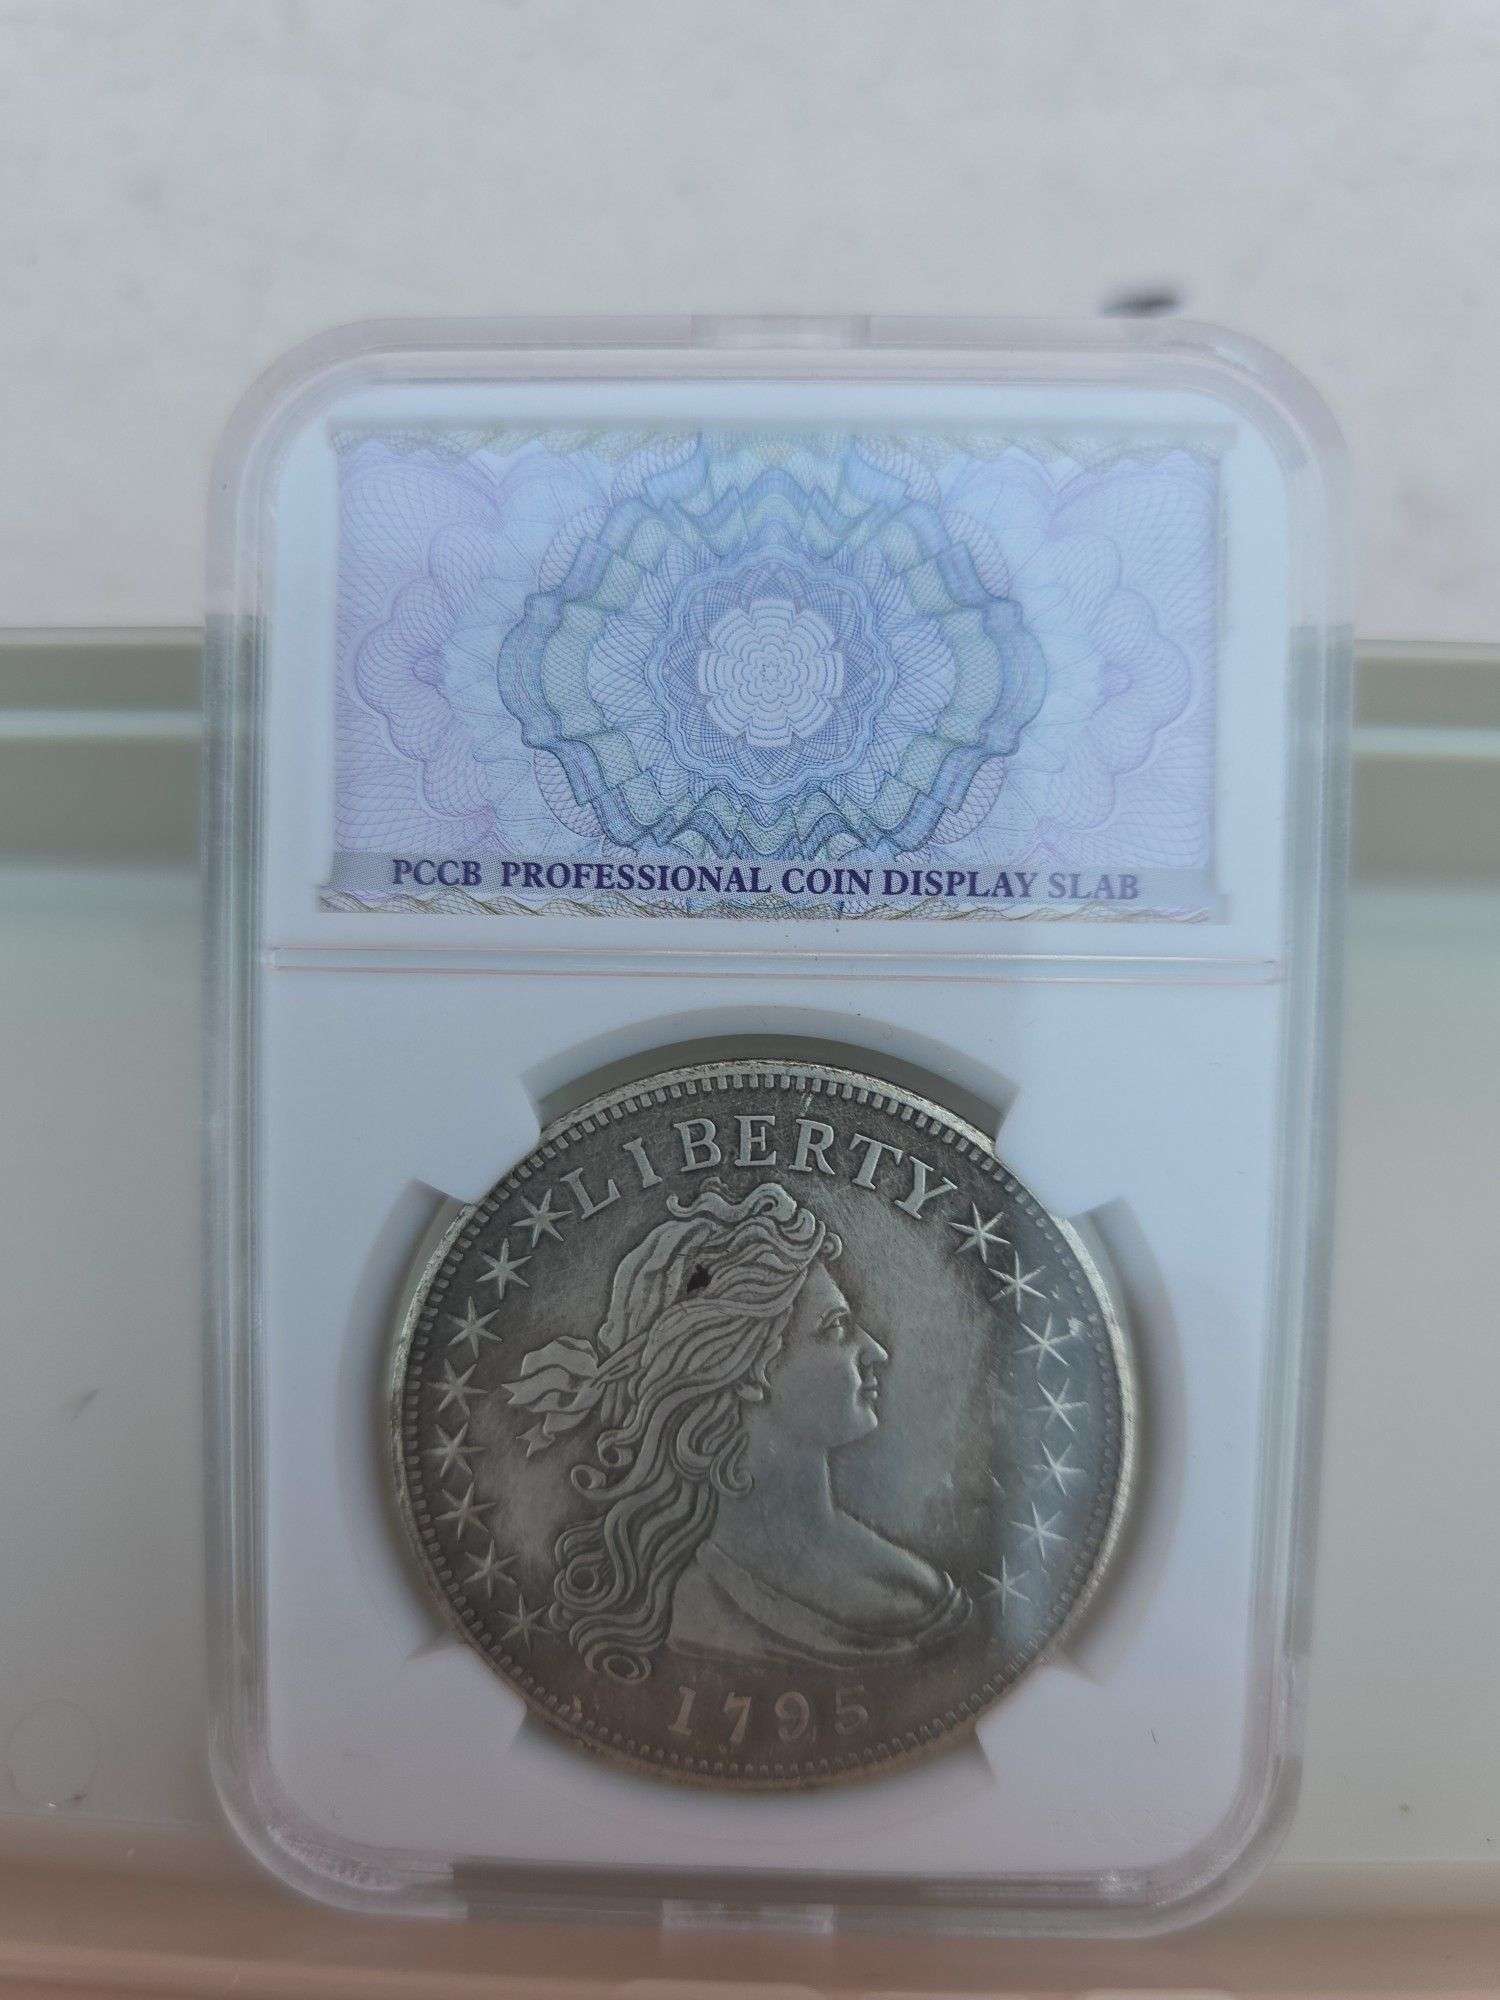 PCCB PROFESSIONAL COIN DISPLAY SLAB
LIBERTY
1795